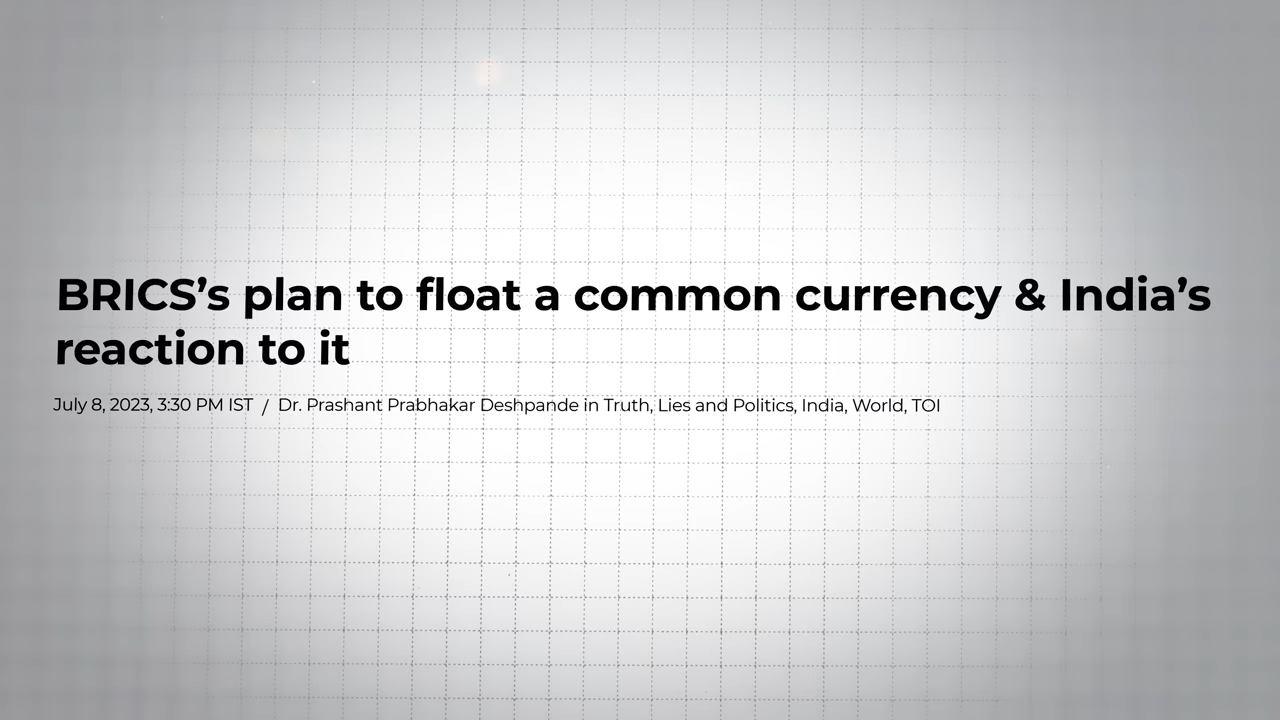 BRICS’s plan to float a common currency & India’s
reaction to it
July 8, 2023, 3:30 PM IST / Dr. Prashant Prabhakar Deshpande in Truth, Lies and Politics, India, World, TOI